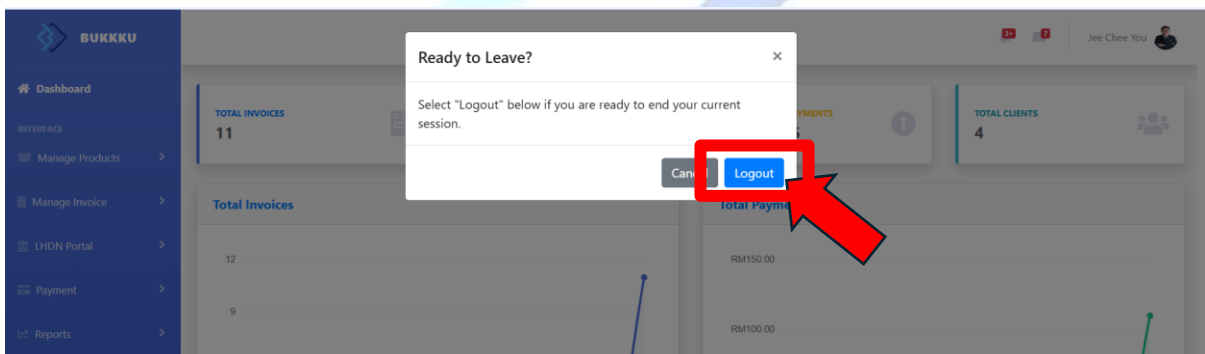 BUKKKU
3+
7
Jee Chee You
Ready to Leave?
×
Dashboard
Select "Logout" below if you are ready to end your current
session.
TOTAL INVOICES
11
TOTAL CLIENTS
4
INTERFACE
Manage Products
Logout
Manage Invoice
Total Invoices
LHDN Portal
12
RM150.00
Payment
9
Reports
RM100.00